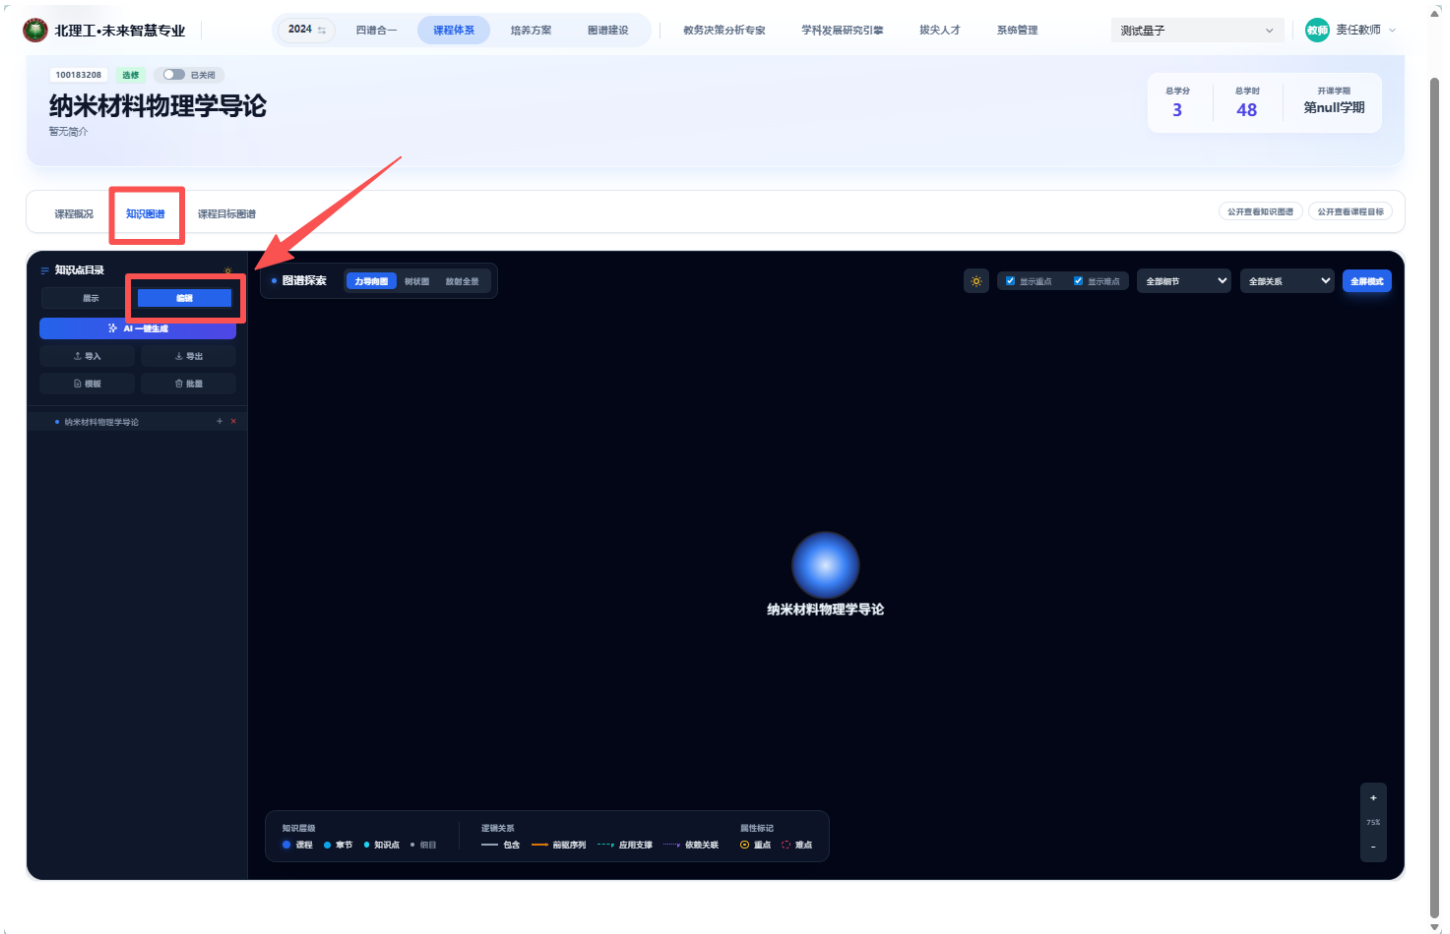 北理工·未来智慧专业
2024
四谱合一
课程体系
培养方案
图谱建设
教务决策分析专家
学科发展研究引擎
拔尖人才
系统管理
测试量子
教师
责任教师
100183208
选修
已关闭
纳米材料物理学导论
暂无简介
总学分
3
总学时
48
开课学期
第null学期
课程概况
知识图谱
课程目标图谱
公开查看知识图谱
公开查看课程目标
知识点目录
展示
编辑
AI 一键生成
导入
导出
模板
批量
纳米材料物理学导论
图谱探索
力导向图
树状图
放射全景
显示重点
显示难点
全部细节
全部关系
全屏模式
纳米材料物理学导论
知识层级
课程
章节
知识点
细目
逻辑关系
包含
前驱序列
应用支撑
依赖关联
属性标记
重点
难点
+
75%
-